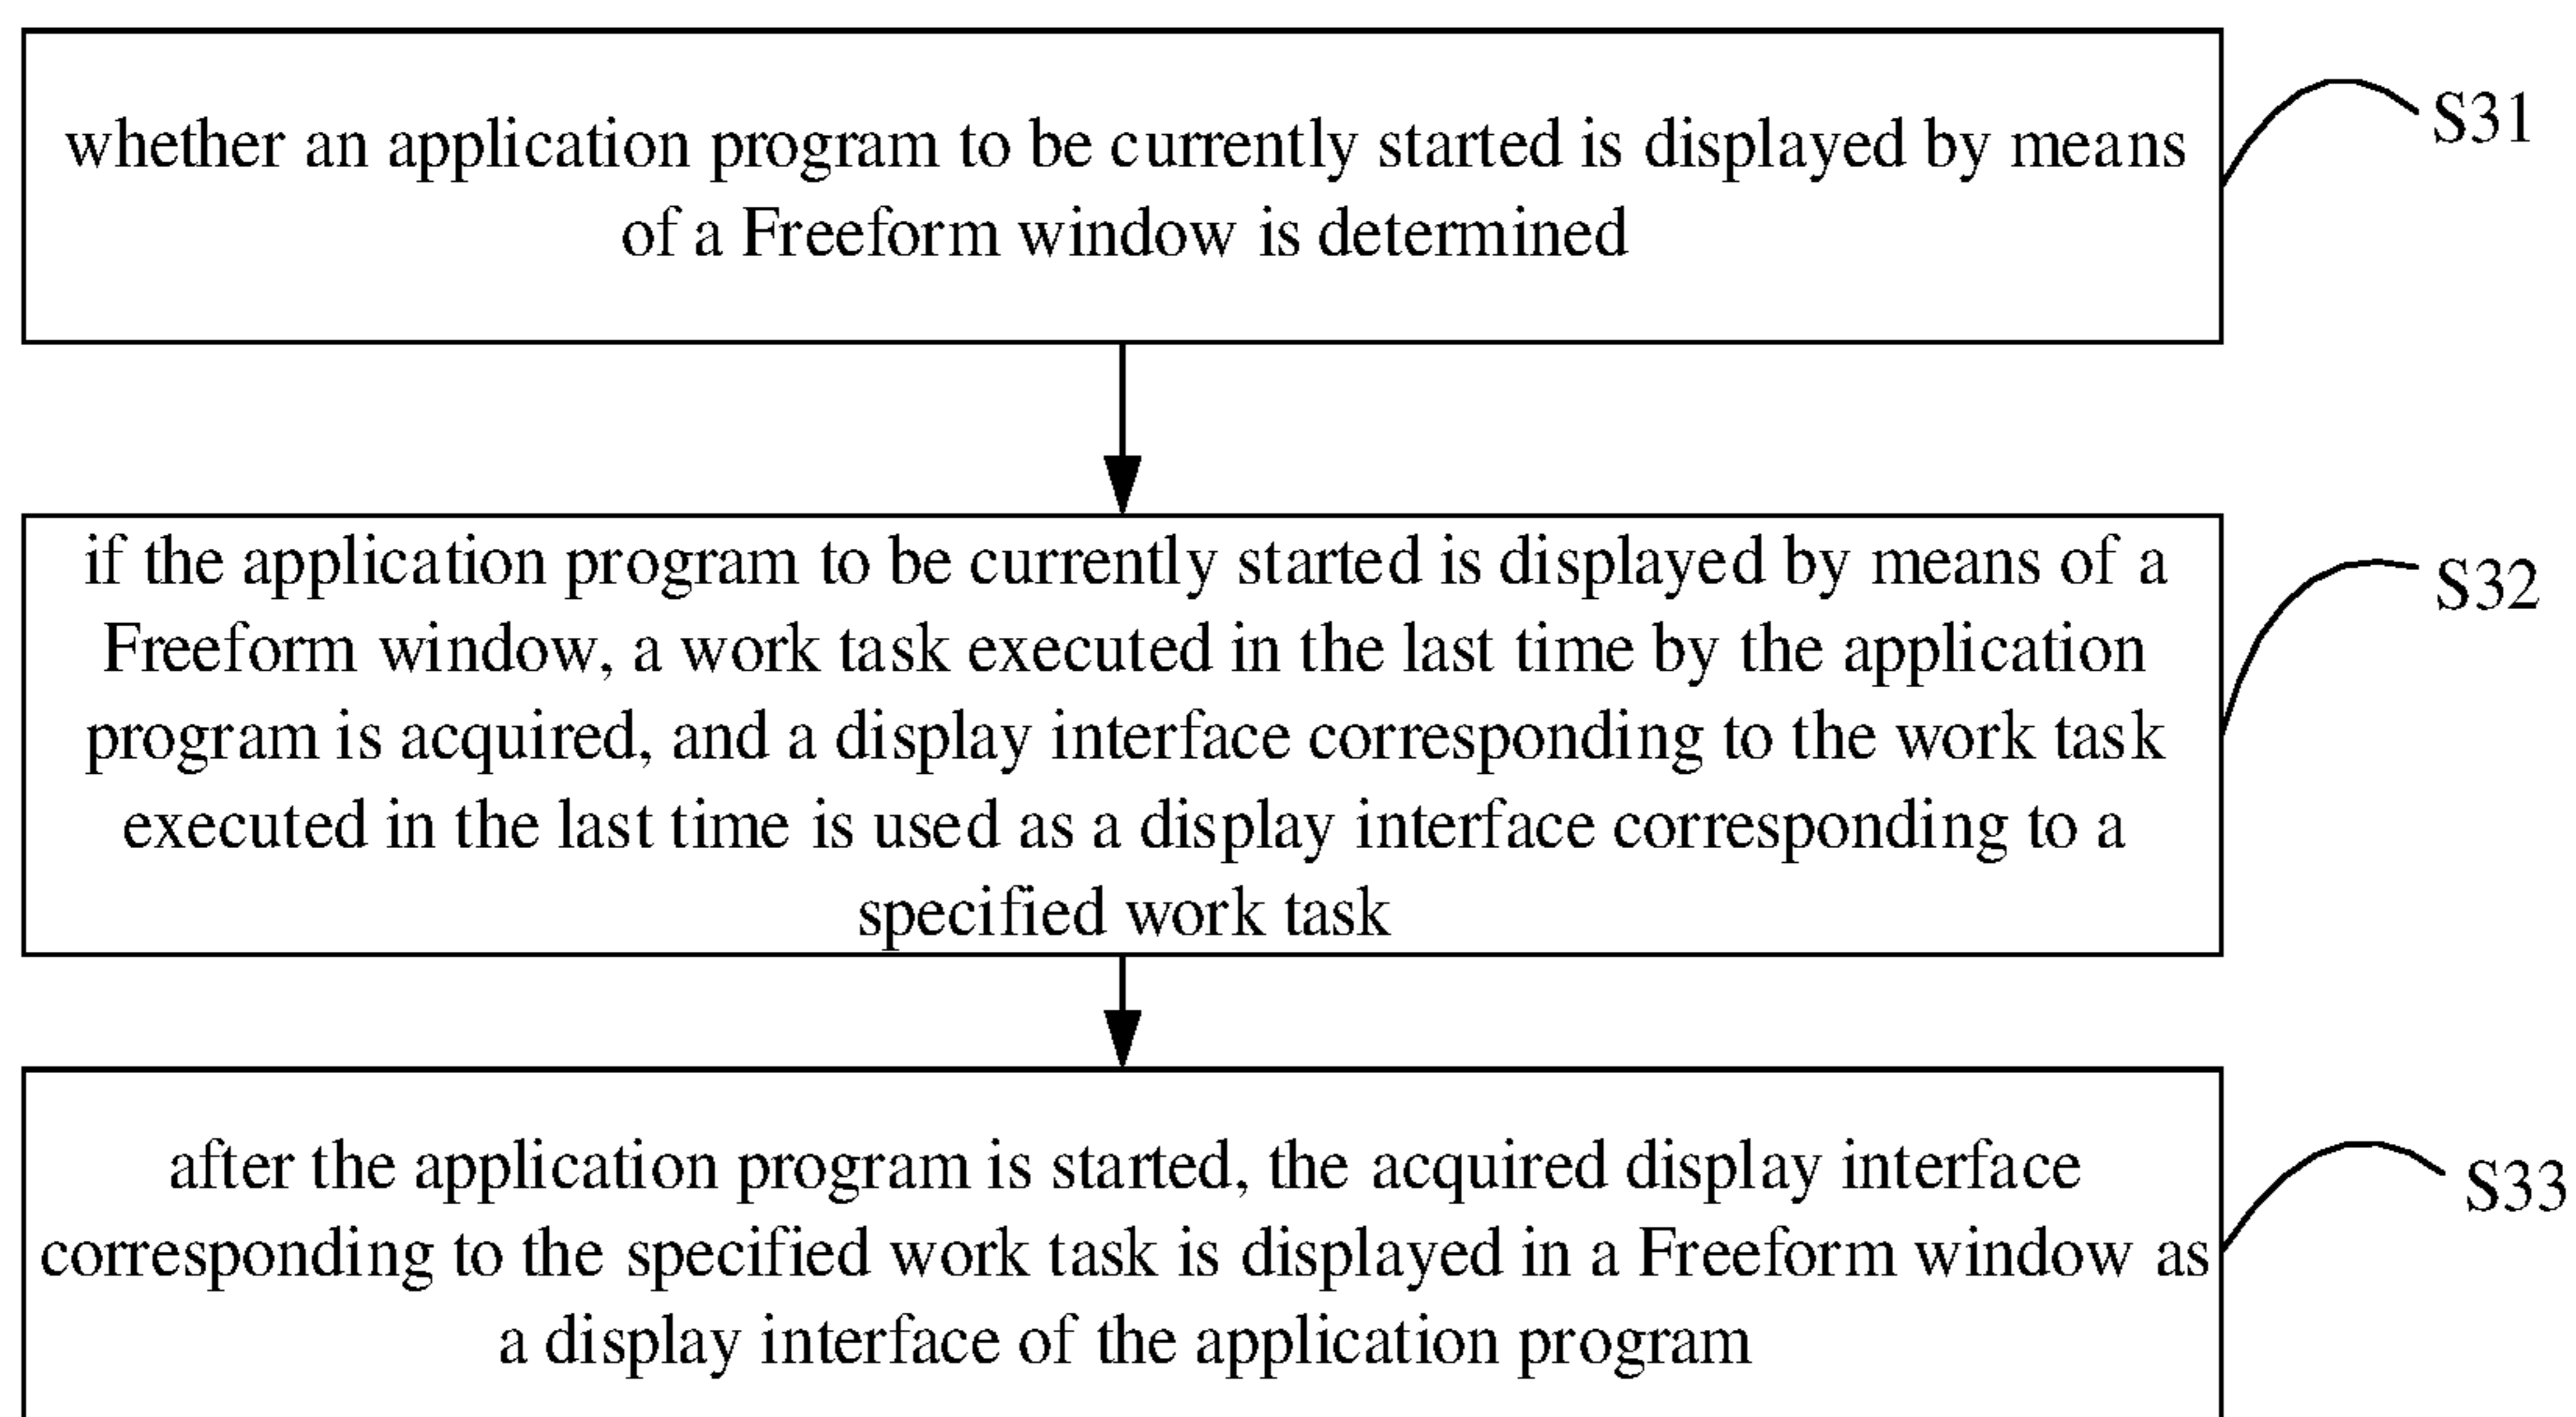 whether an application program to be currently started is displayed by means
of a Freeform window is determined
S31
if the application program to be currently started is displayed by means of a
Freeform window, a work task executed in the last time by the application
program is acquired, and a display interface corresponding to the work task
executed in the last time is used as a display interface corresponding to a
specified work task
S32
after the application program is started, the acquired display interface
corresponding to the specified work task is displayed in a Freeform window as
a display interface of the application program
S33